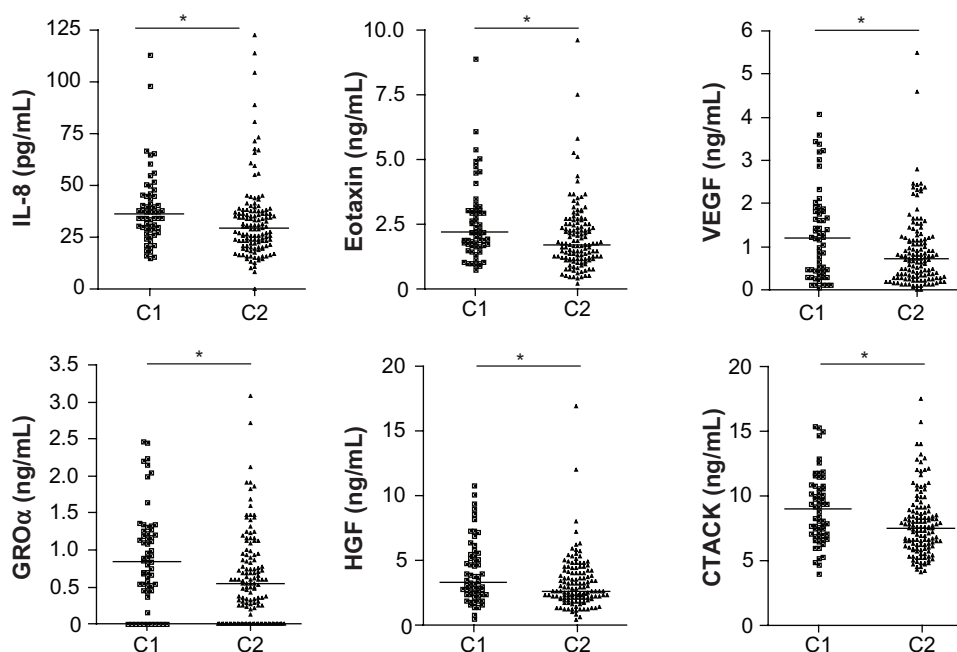 *
125
100
75
50
25
0
IL-8 (pg/mL)
C1
C2
*
10.0
7.5
5.0
2.5
0
Eotaxin (ng/mL)
C1
C2
*
6
5
4
3
2
1
0
VEGF (ng/mL)
C1
C2
*
3.5
3.0
2.5
2.0
1.5
1.0
0.5
0
GROα (ng/mL)
C1
C2
*
20
15
10
5
0
HGF (ng/mL)
C1
C2
*
20
15
10
5
0
CTACK (ng/mL)
C1
C2